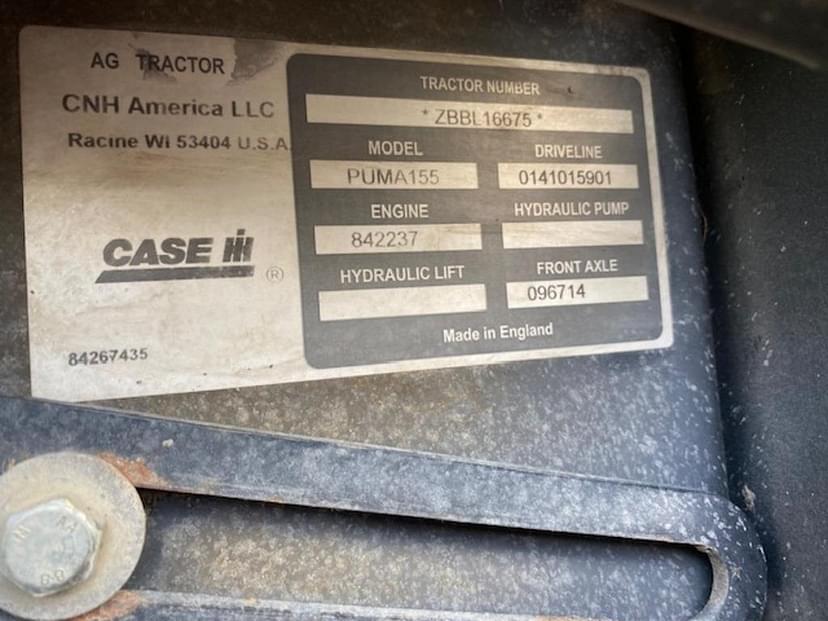 AG TRACTOR
CNH America LLC
Racine WI 53404 U.S.A.
CASE IH ®
84267435
TRACTOR NUMBER
* ZBBL16675 *
MODEL
PUMA155
DRIVELINE
0141015901
ENGINE
842237
HYDRAULIC PUMP
HYDRAULIC LIFT
FRONT AXLE
096714
Made in England